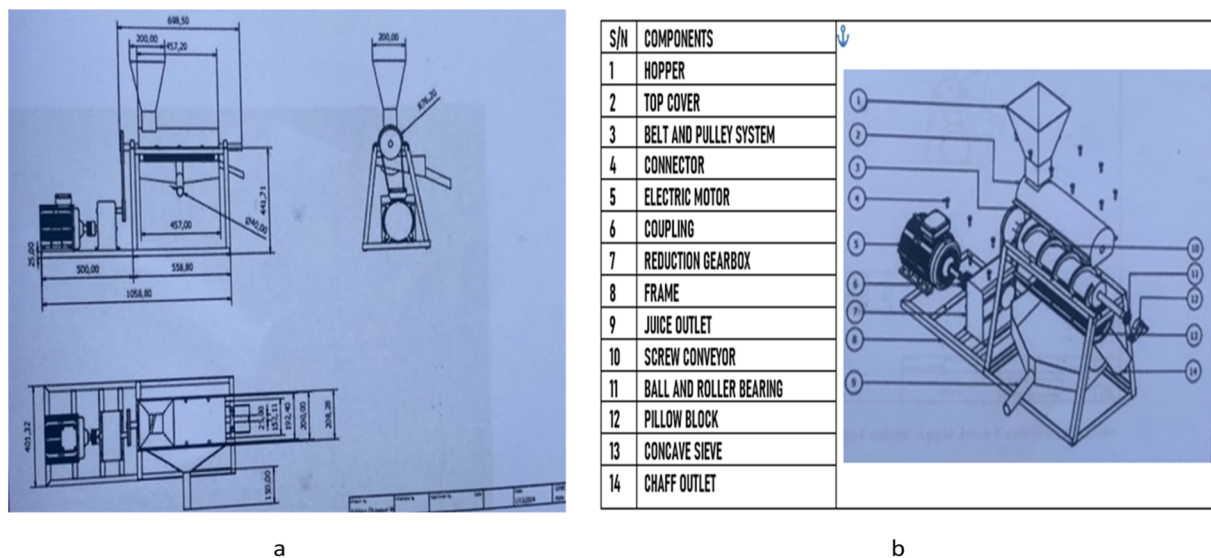 698,50
200,00
457,20
200,00
R76,20
441,71
Ø40,00
457,00
25,00
500,00
558,80
1058,80
401,32
25,00
152,11
192,40
200,00
208,28
150,00
a
S/N COMPONENTS
1 HOPPER
2 TOP COVER
3 BELT AND PULLEY SYSTEM
4 CONNECTOR
5 ELECTRIC MOTOR
6 COUPLING
7 REDUCTION GEARBOX
8 FRAME
9 JUICE OUTLET
10 SCREW CONVEYOR
11 BALL AND ROLLER BEARING
12 PILLOW BLOCK
13 CONCAVE SIEVE
14 CHAFF OUTLET
1
2
3
4
5
6
7
8
9
10
11
12
13
14
b